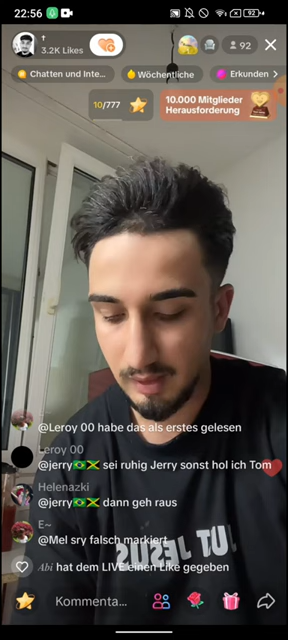 22:56
92
†
3.2K Likes
92
Chatten und Inte...
Wöchentliche
Erkunden >
10/777
10.000 Mitglieder
Herausforderung
E~
@Leroy 00 habe das als erstes gelesen
Leroy 00
@jerry🇧🇷🇯🇲 sei ruhig Jerry sonst hol ich Tom
Helenazki
@jerry🇧🇷🇯🇲 dann geh raus
E~
@Mel sry falsch markiert
TUT JESUS
Abi hat dem LIVE einen Like gegeben
Kommenta...